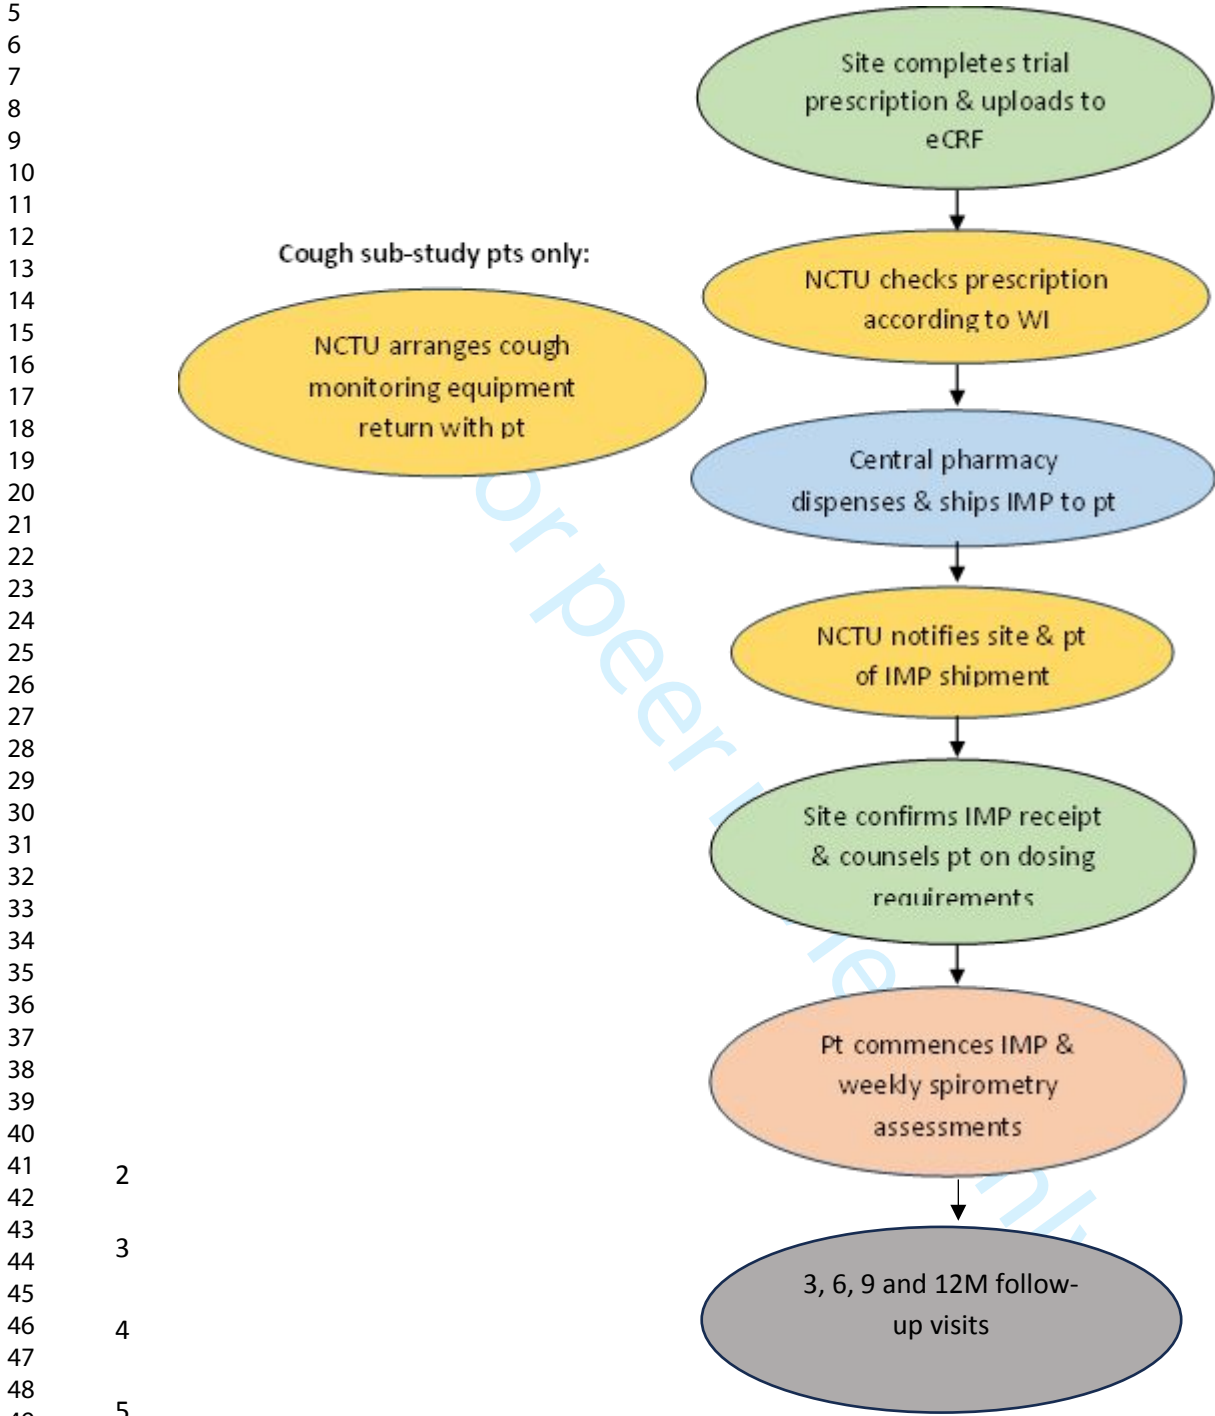 5
6
7
8
9
10
11
12
13
14
15
16
17
18
19
20
21
22
23
24
25
26
27
28
29
30
31
32
33
34
35
36
37
38
39
40
41
42
43
44
45
46
47
48
2
3
4
5
Site completes trial
prescription & uploads to
eCRF
Cough sub-study pts only:
NCTU arranges cough
monitoring equipment
return with pt
NCTU checks prescription
according to WI
Central pharmacy
dispenses & ships IMP to pt
NCTU notifies site & pt
of IMP shipment
Site confirms IMP receipt
& counsels pt on dosing
requirements
Pt commences IMP &
weekly spirometry
assessments
3, 6, 9 and 12M follow-
up visits
or peer